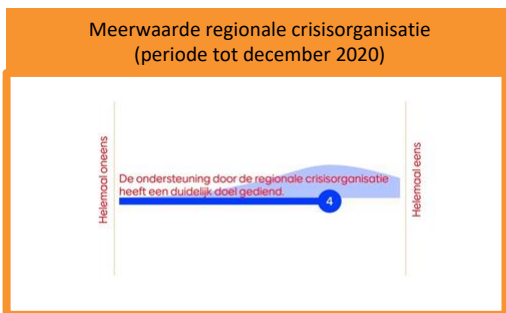 Meerwaarde regionale crisisorganisatie
(periode tot december 2020)
Helemaal oneens
De ondersteuning door de regionale crisisorganisatie
heeft een duidelijk doel gediend.
4
Helemaal eens